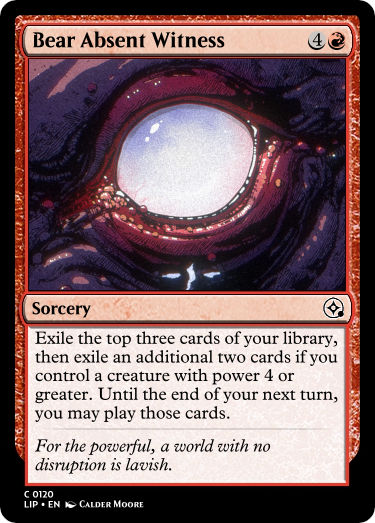 Bear Absent Witness 4
Sorcery
Exile the top three cards of your library,
then exile an additional two cards if you
control a creature with power 4 or
greater. Until the end of your next turn,
you may play those cards.
For the powerful, a world with no
disruption is lavish.
C 0120
LIP • EN Calder Moore